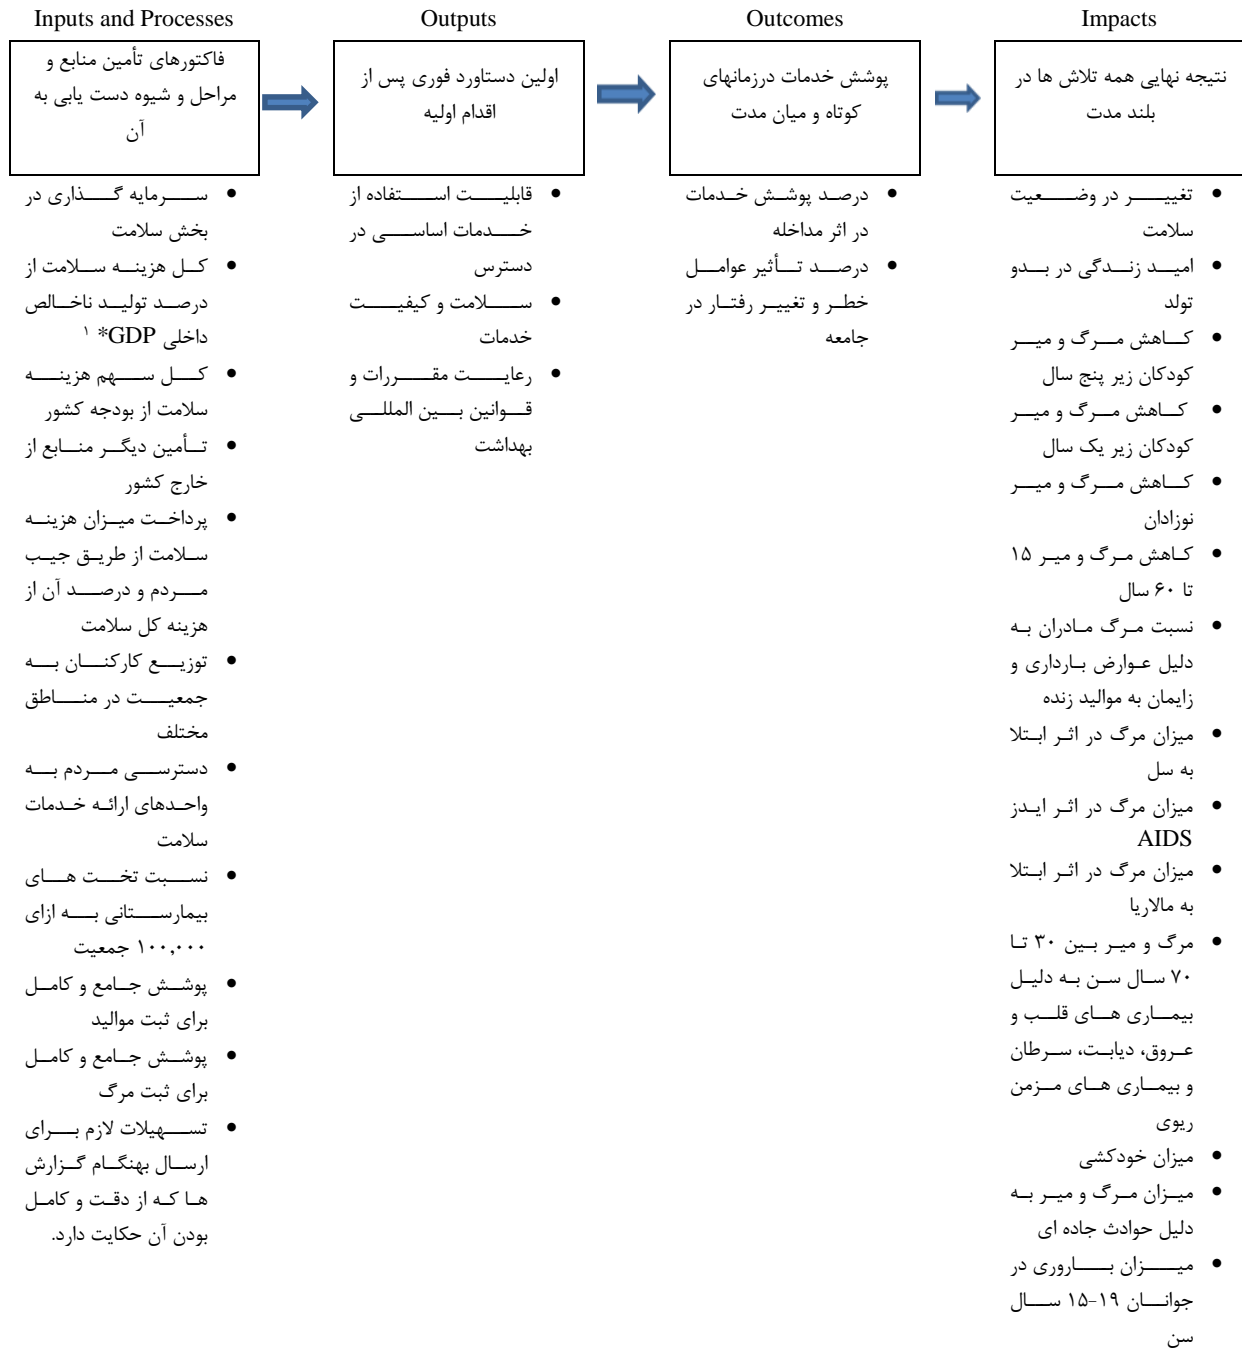 Inputs and Processes
فاکتورهای تأمین منابع و
مراحل و شیوه دست یابی به
آن
سرمایه گذاری در
بخش سلامت
کل هزینه سلامت از
درصد تولید ناخالص
داخلی GDP* ۱
کل سهم هزینه
سلامت از بودجه کشور
تأمین دیگر منابع از
خارج کشور
پرداخت میزان هزینه
سلامت از طریق جیب
مردم و درصد آن از
هزینه کل سلامت
توزیع کارکنان به
جمعیت در مناطق
مختلف
دسترسی مردم به
واحدهای ارائه خدمات
سلامت
نسبت تخت های
بیمارستانی به ازای
۱۰۰,۰۰۰ جمعیت
پوشش جامع و کامل
برای ثبت موالید
پوشش جامع و کامل
برای ثبت مرگ
تسهیلات لازم برای
ارسال بهنگام گزارش
ها که از دقت و کامل
بودن آن حکایت دارد.
Outputs
اولین دستاورد فوری پس از
اقدام اولیه
قابلیت استفاده از
خدمات اساسی در
دسترس
سلامت و کیفیت
خدمات
رعایت مقررات و
قوانین بین المللی
بهداشت
Outcomes
پوشش خدمات درزمانهای
کوتاه و میان مدت
درصد پوشش خدمات
در اثر مداخله
درصد تأثیر عوامل
خطر و تغییر رفتار در
جامعه
Impacts
نتیجه نهایی همه تلاش ها در
بلند مدت
تغییر در وضعیت
سلامت
امید زندگی در بدو
تولد
کاهش مرگ و میر
کودکان زیر پنج سال
کاهش مرگ و میر
کودکان زیر یک سال
کاهش مرگ و میر
نوزادان
کاهش مرگ و میر ۱۵
تا ۶۰ سال
نسبت مرگ مادران به
دلیل عوارض بارداری و
زایمان به موالید زنده
میزان مرگ در اثر ابتلا
به سل
میزان مرگ در اثر ایدز
AIDS
میزان مرگ در اثر ابتلا
به مالاریا
مرگ و میر بین ۳۰ تا
۷۰ سال سن به دلیل
بیماری های قلب و
عروق، دیابت، سرطان
و بیماری های مزمن
ریوی
میزان خودکشی
میزان مرگ و میر به
دلیل حوادث جاده ای
میزان باروری در
جوانان ۱۹-۱۵ سال
سن